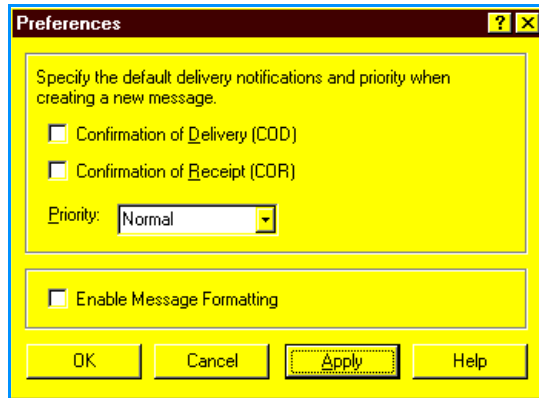 Preferences ? X
Specify the default delivery notifications and priority when
creating a new message.
Confirmation of Delivery (COD)
Confirmation of Receipt (COR)
Priority: Normal
Enable Message Formatting
OK Cancel Apply Help